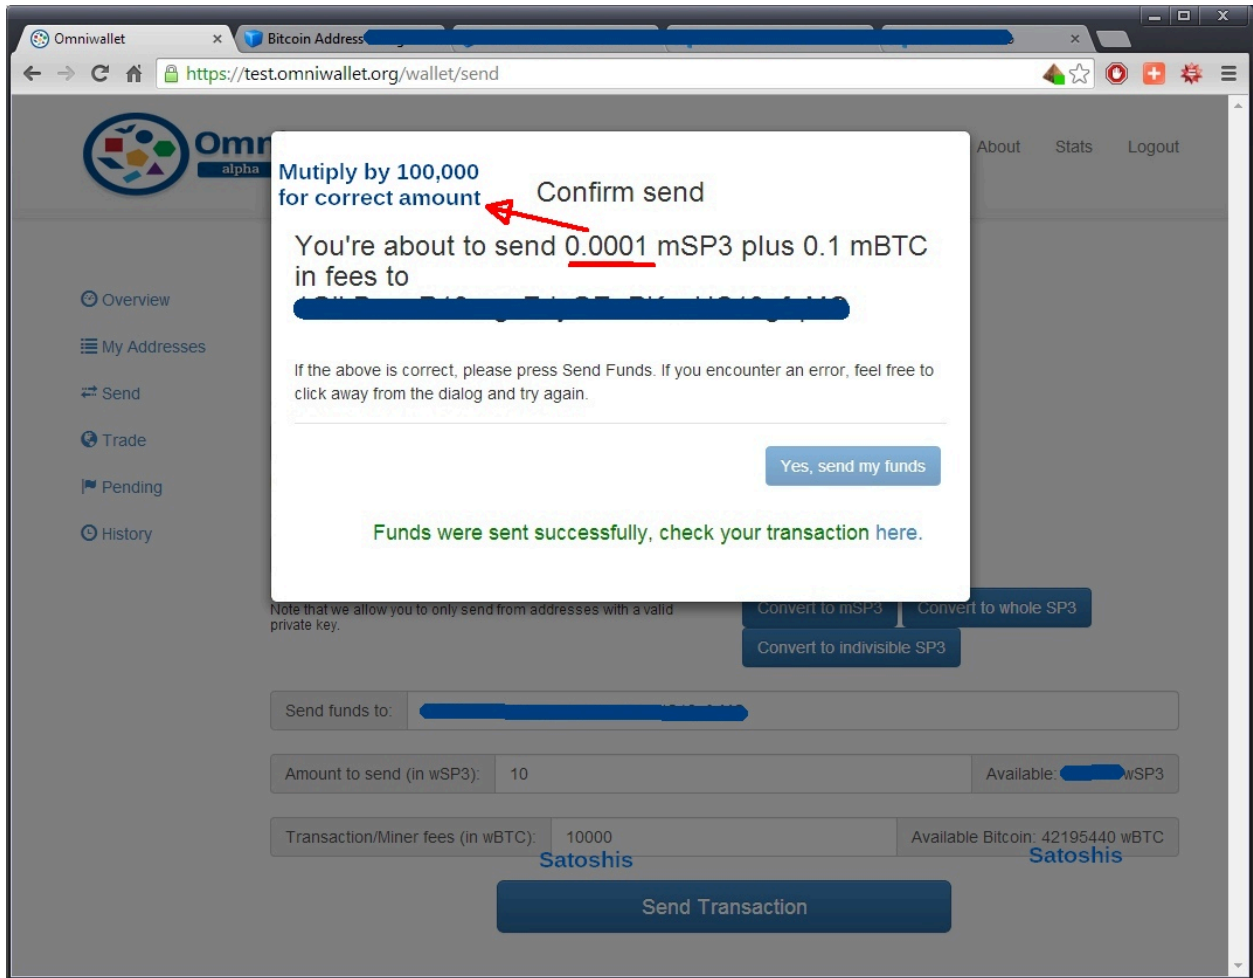 Omniwallet
Bitcoin Address
https://test.omniwallet.org/wallet/send
alpha
About Stats Logout
Mutiply by 100,000
for correct amount
Confirm send
You're about to send 0.0001 mSP3 plus 0.1 mBTC
in fees to
If the above is correct, please press Send Funds. If you encounter an error, feel free to
click away from the dialog and try again.
Yes, send my funds
Funds were sent successfully, check your transaction here.
Overview
My Addresses
Send
Trade
Pending
History
Note that we allow you to only send from addresses with a valid
private key.
Convert to mSP3 Convert to whole SP3
Convert to indivisible SP3
Send funds to:
Amount to send (in wSP3): 10 Available: wSP3
Transaction/Miner fees (in wBTC): 10000 Available Bitcoin: 42195440 wBTC
Satoshis Satoshis
Send Transaction